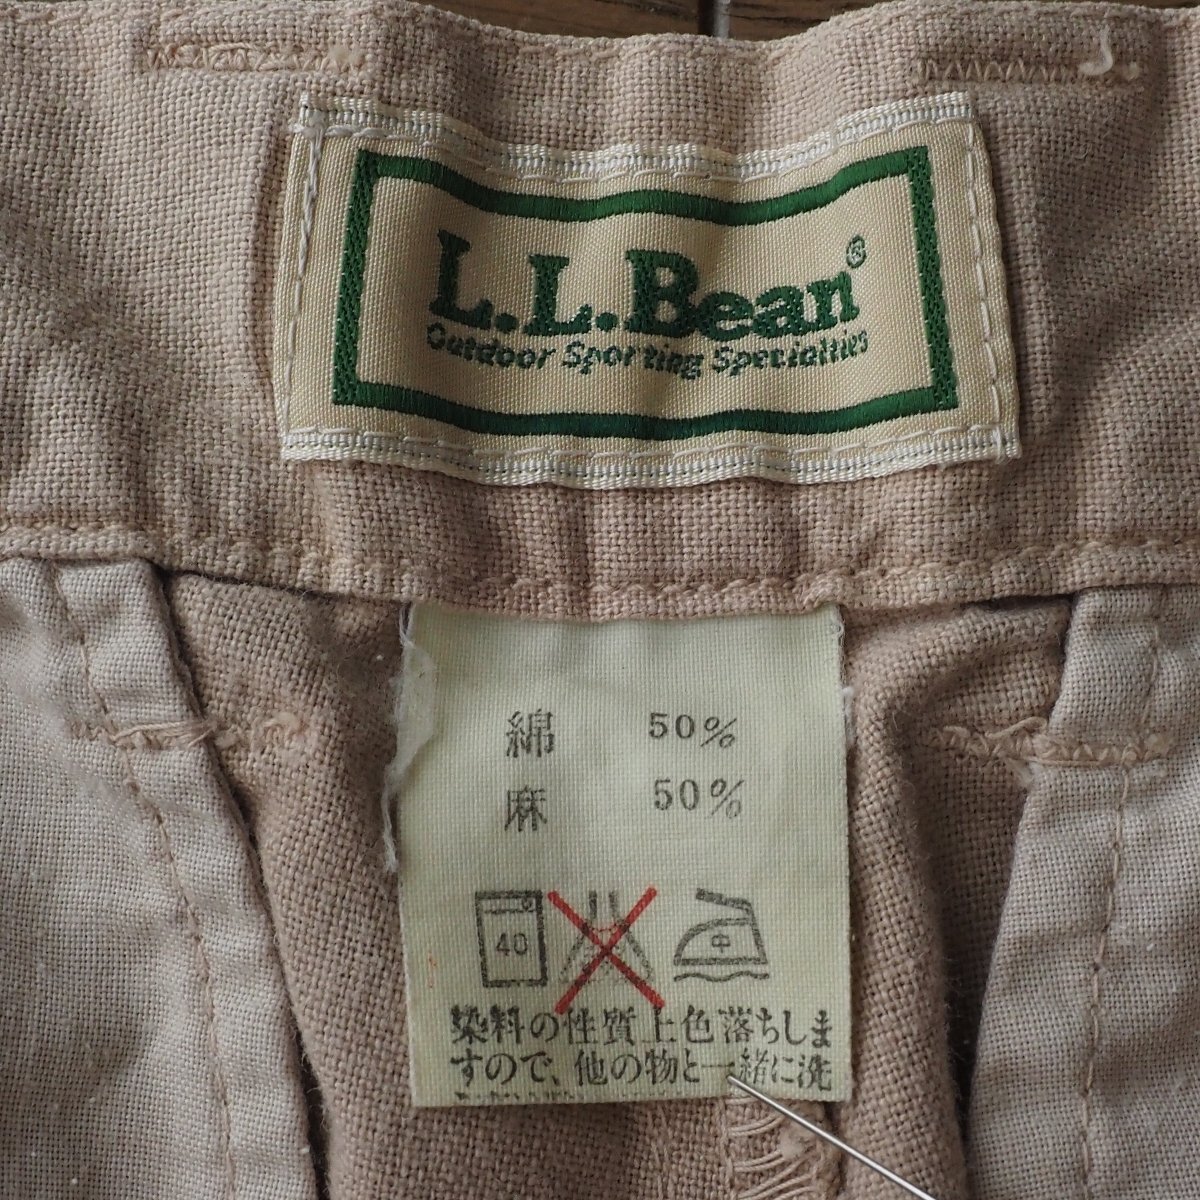 L.L.Bean®
Outdoor Sporting Specialties
綿 50%
麻 50%
40 中
染料の性質上色落ちしま
すので、他の物と一緒に洗